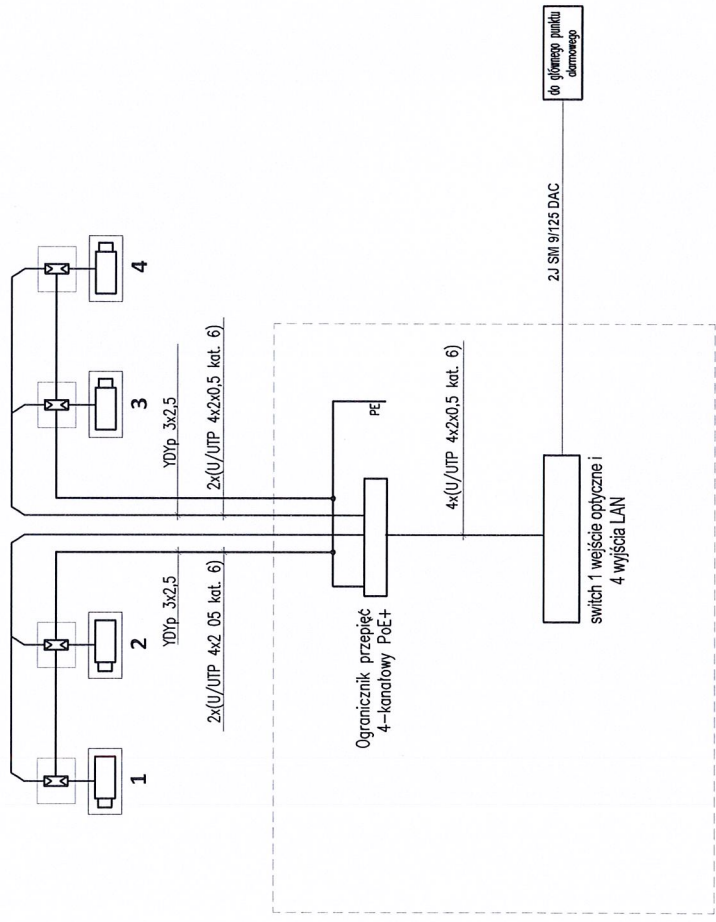 1
2
3
4
YDYp 3x2,5
2x(U/UTP 4x2 05 kat. 6)
YDYp 3x2,5
2x(U/UTP 4x2x0,5 kat. 6)
PE
Ogranicznik przepięć
4-kanałowy PoE+
4x(U/UTP 4x2x0,5 kat. 6)
switch 1 wejście optyczne i
4 wyjścia LAN
2J SM 9/125 DAC
do głównego punktu
alarmowego